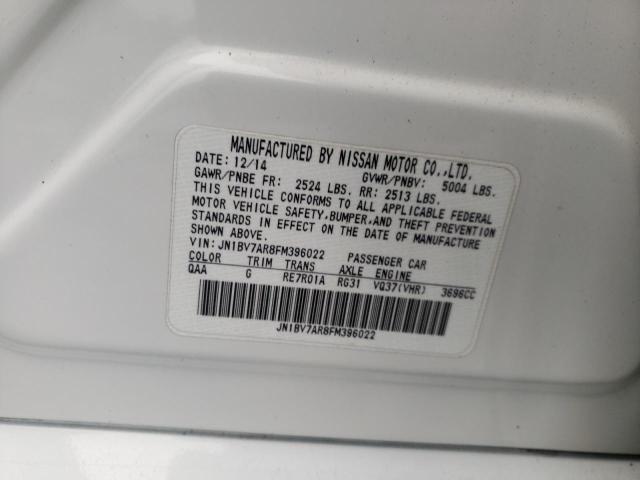 MANUFACTURED BY NISSAN MOTOR CO.,LTD.
DATE: 12/14 GVWR/PNBV: 5004 LBS.
GAWR/PNBE FR: 2524 LBS. RR: 2513 LBS.
THIS VEHICLE CONFORMS TO ALL APPLICABLE FEDERAL
MOTOR VEHICLE SAFETY,BUMPER,AND THEFT PREVENTION
STANDARDS IN EFFECT ON THE DATE OF MANUFACTURE
SHOWN ABOVE.
VIN: JN1BV7AR8FM396022 PASSENGER CAR
COLOR TRIM TRANS AXLE ENGINE
QAA G RE7R01A RG31 VQ37(VHR) 3696CC
JN1BV7AR8FM396022